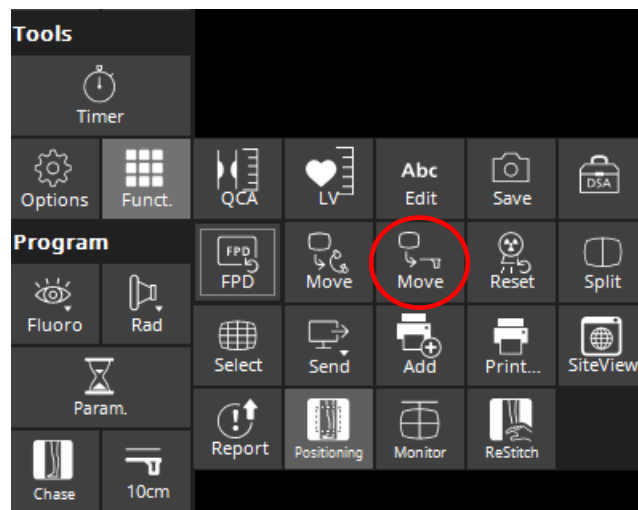 Tools
Timer
Options
Funct.
QCA
LV
Abc
Edit
Save
DSA
Program
FPD
FPD
Move
Move
Reset
Split
Fluoro
Rad
Select
Send
Add
Print...
SiteView
Param.
Report
Positioning
Monitor
ReStitch
Chase
10cm